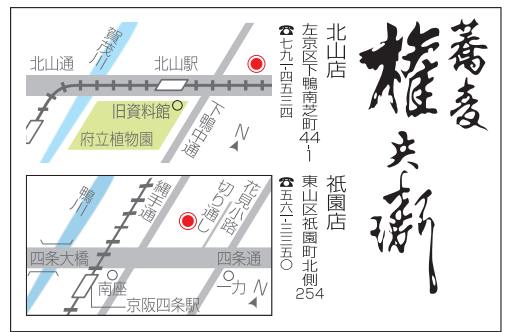 蕎麦
権兵衛
北山店
左京区下鴨南芝町44-1
☎七九一四五三四
祇園店
東山区祇園町北側254
☎五六一三三五〇
賀茂川
北山通
北山駅
旧資料館
府立植物園
下鴨中通
N
鴨川
縄手通
切り通し
花見小路
四条大橋
四条通
南座
一力
N
京阪四条駅